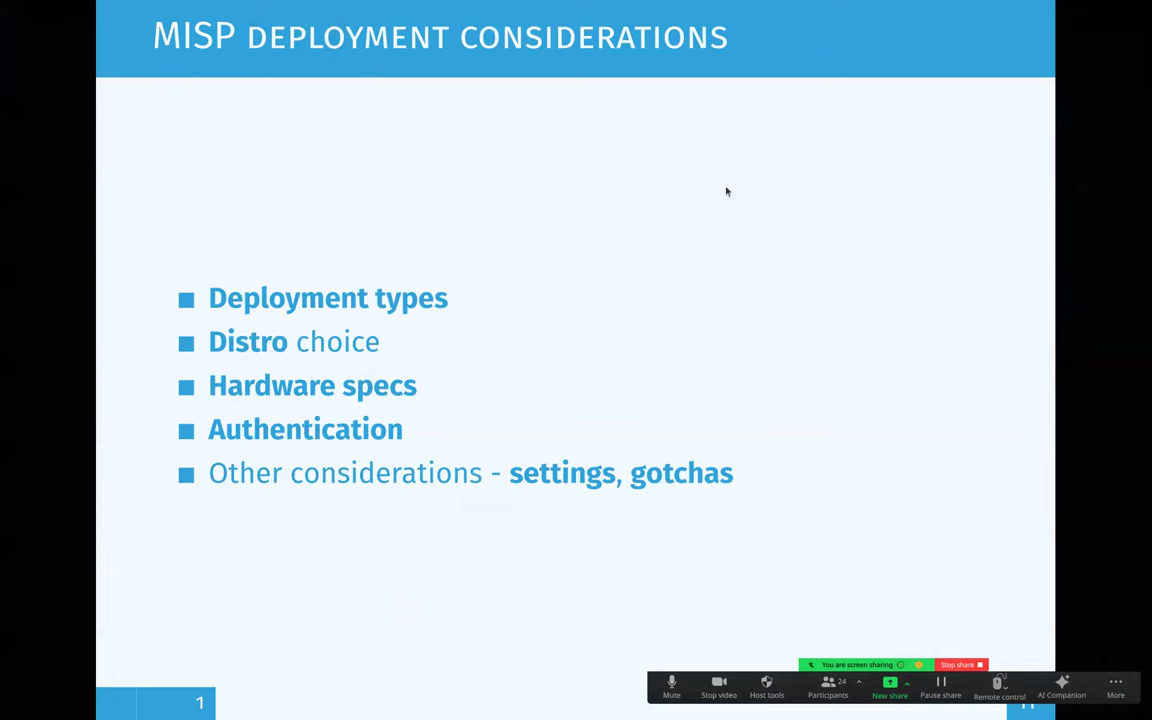 MISP DEPLOYMENT CONSIDERATIONS
Deployment types
Distro choice
Hardware specs
Authentication
Other considerations - settings, gotchas
You are screen sharing
Stop share
24
Mute
Stop video
Host tools
Participants
New share
Pause share
Remote control
AI Companion
More
1